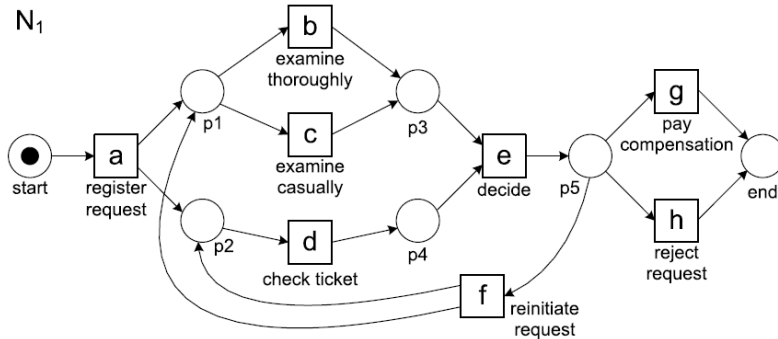 N₁
b
examine
thoroughly
p1
c
examine
casually
p3
g
pay
compensation
start
a
register
request
e
decide
p5
end
p2
d
check ticket
p4
h
reject
request
f
reinitiate
request